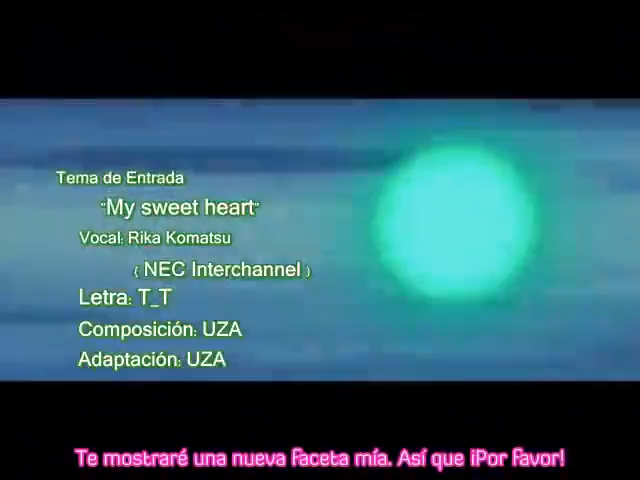 Tema de Entrada
"My sweet heart"
Vocal: Rika Komatsu
( NEC Interchannel )
Letra: T_T
Composición: UZA
Adaptación: UZA
Te mostraré una nueva faceta mía. Así que ¡Por favor!